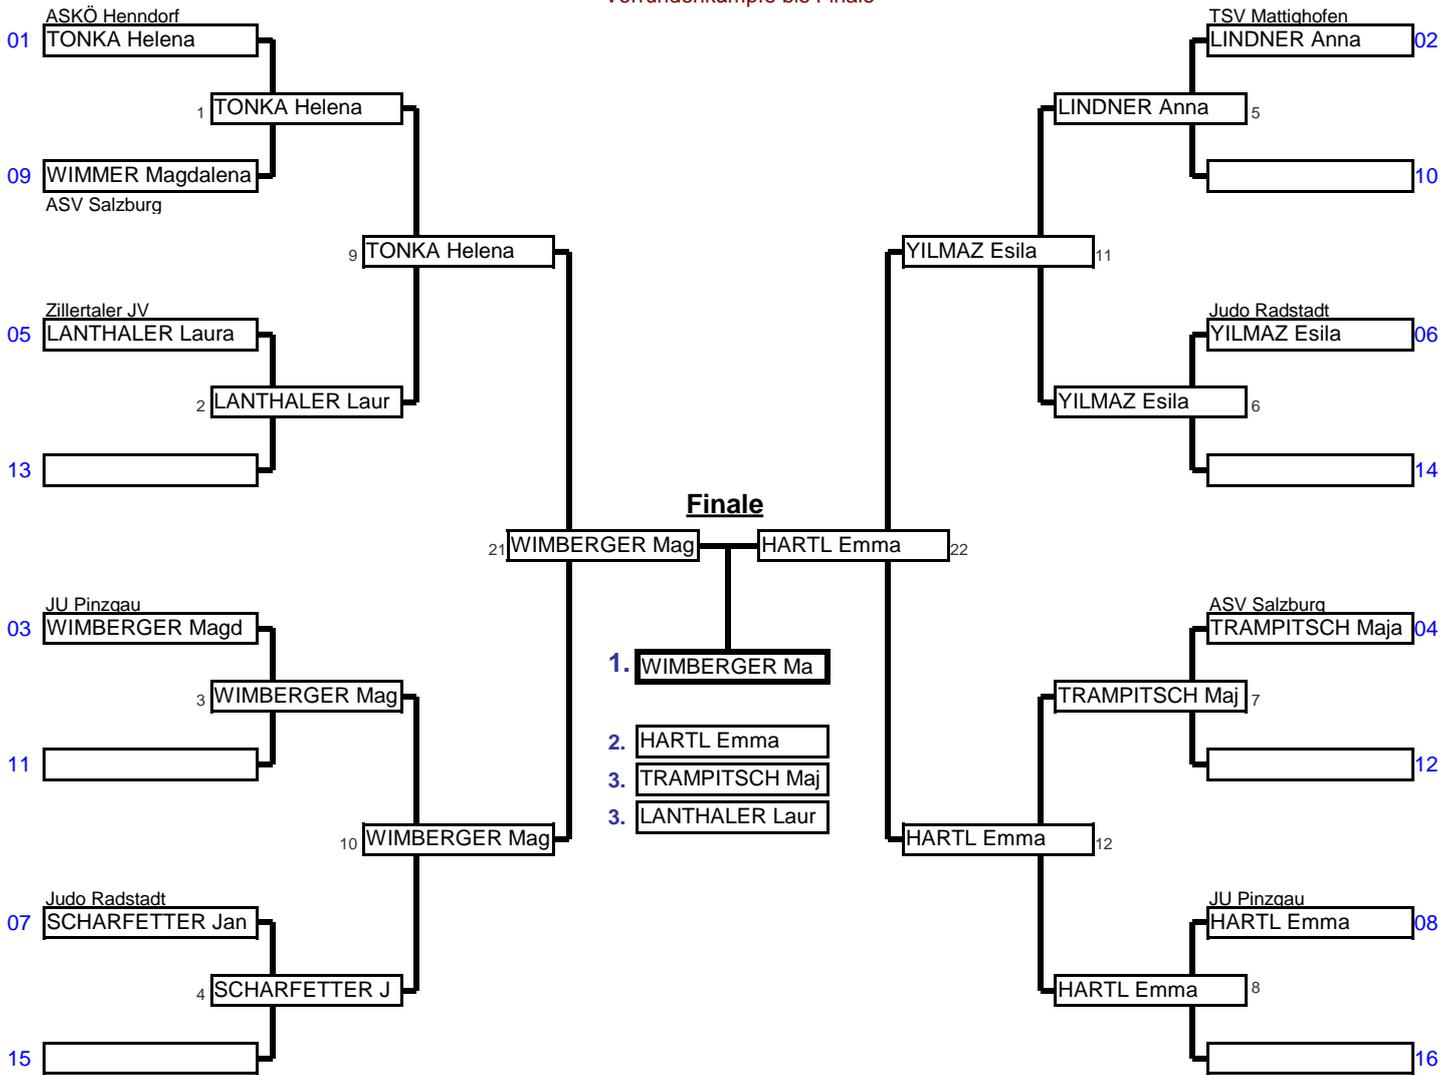 Vorrundenkämpfe bis Finale
ASKÖ Henndorf
01 TONKA Helena
TSV Mattighofen
LINDNER Anna 02
1 TONKA Helena
LINDNER Anna 5
09 WIMMER Magdalena
10
ASV Salzburg
9 TONKA Helena
YILMAZ Esila 11
Zillertaler JV
05 LANTHALER Laura
Judo Radstadt
YILMAZ Esila 06
2 LANTHALER Laur
YILMAZ Esila 6
13
14
Finale
21 WIMBERGER Mag
HARTL Emma 22
JU Pinzgau
03 WIMBERGER Magd
ASV Salzburg
TRAMPITSCH Maja 04
1. WIMBERGER Ma
3 WIMBERGER Mag
TRAMPITSCH Maj 7
2. HARTL Emma
11
12
3. TRAMPITSCH Maj
3. LANTHALER Laur
10 WIMBERGER Mag
HARTL Emma 12
Judo Radstadt
07 SCHARFETTER Jan
JU Pinzgau
HARTL Emma 08
4 SCHARFETTER J
HARTL Emma 8
15
16